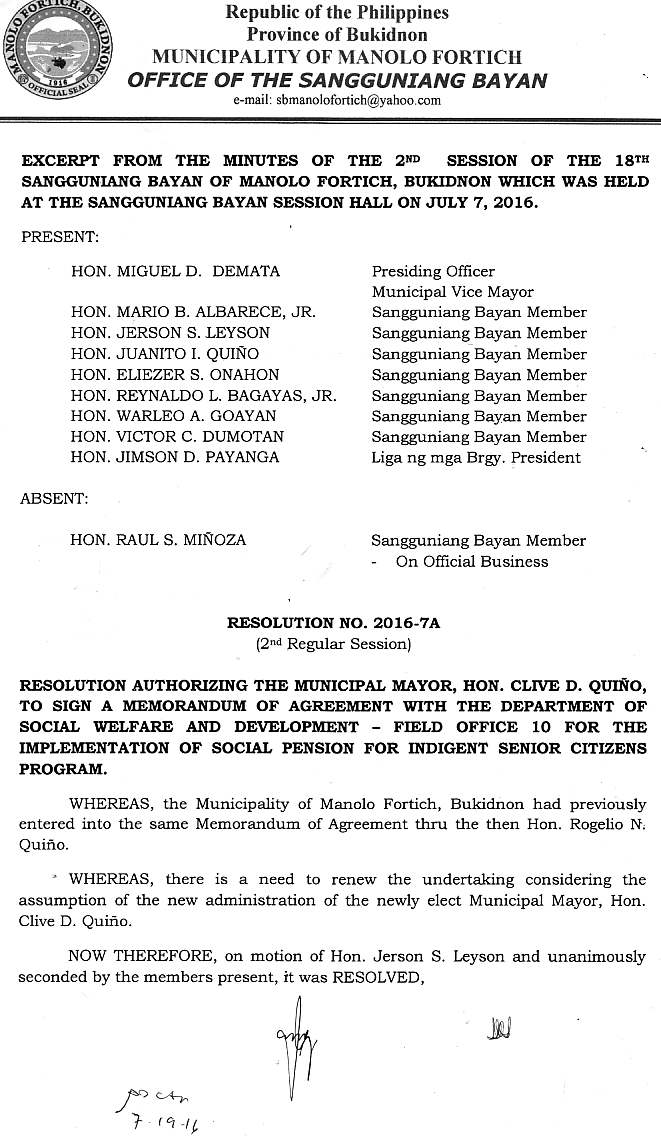 MANOLO FORTICH, BUKIDNON
1916
OFFICIAL SEAL
Republic of the Philippines
Province of Bukidnon
MUNICIPALITY OF MANOLO FORTICH
OFFICE OF THE SANGGUNIANG BAYAN
e-mail: sbmanolofortich@yahoo.com
EXCERPT FROM THE MINUTES OF THE 2ND SESSION OF THE 18TH
SANGGUNIANG BAYAN OF MANOLO FORTICH, BUKIDNON WHICH WAS HELD
AT THE SANGGUNIANG BAYAN SESSION HALL ON JULY 7, 2016.
PRESENT:
HON. MIGUEL D. DEMATA Presiding Officer
Municipal Vice Mayor
HON. MARIO B. ALBARECE, JR. Sangguniang Bayan Member
HON. JERSON S. LEYSON Sangguniang Bayan Member
HON. JUANITO I. QUIÑO Sangguniang Bayan Member
HON. ELIEZER S. ONAHON Sangguniang Bayan Member
HON. REYNALDO L. BAGAYAS, JR. Sangguniang Bayan Member
HON. WARLEO A. GOAYAN Sangguniang Bayan Member
HON. VICTOR C. DUMOTAN Sangguniang Bayan Member
HON. JIMSON D. PAYANGA Liga ng mga Brgy. President
ABSENT:
HON. RAUL S. MIÑOZA Sangguniang Bayan Member
- On Official Business
RESOLUTION NO. 2016-7A
(2nd Regular Session)
RESOLUTION AUTHORIZING THE MUNICIPAL MAYOR, HON. CLIVE D. QUIÑO,
TO SIGN A MEMORANDUM OF AGREEMENT WITH THE DEPARTMENT OF
SOCIAL WELFARE AND DEVELOPMENT – FIELD OFFICE 10 FOR THE
IMPLEMENTATION OF SOCIAL PENSION FOR INDIGENT SENIOR CITIZENS
PROGRAM.
WHEREAS, the Municipality of Manolo Fortich, Bukidnon had previously
entered into the same Memorandum of Agreement thru the then Hon. Rogelio N.
Quiño.
WHEREAS, there is a need to renew the undertaking considering the
assumption of the new administration of the newly elect Municipal Mayor, Hon.
Clive D. Quiño.
NOW THEREFORE, on motion of Hon. Jerson S. Leyson and unanimously
seconded by the members present, it was RESOLVED,
7-19-16